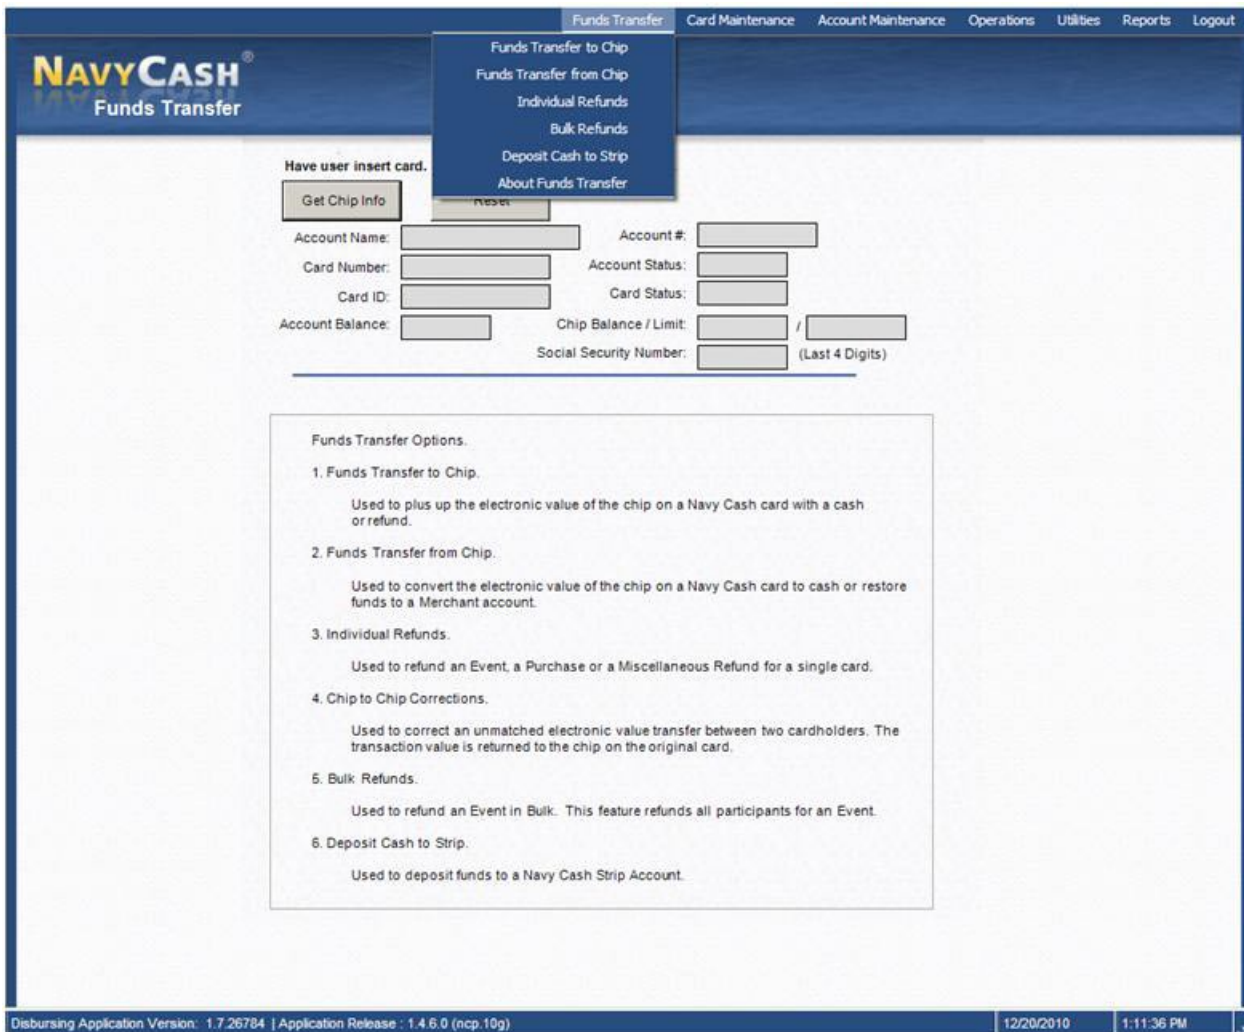 Funds Transfer Card Maintenance Account Maintenance Operations Utilities Reports Logout
Funds Transfer to Chip
Funds Transfer from Chip
Individual Refunds
Bulk Refunds
Deposit Cash to Strip
About Funds Transfer
NAVYCASH®
Funds Transfer
Have user insert card.
Get Chip Info Reset
Account Name: Account #:
Card Number: Account Status:
Card ID: Card Status:
Account Balance: Chip Balance / Limit: /
Social Security Number: (Last 4 Digits)
Funds Transfer Options.
1. Funds Transfer to Chip.
Used to plus up the electronic value of the chip on a Navy Cash card with a cash
or refund.
2. Funds Transfer from Chip.
Used to convert the electronic value of the chip on a Navy Cash card to cash or restore
funds to a Merchant account.
3. Individual Refunds.
Used to refund an Event, a Purchase or a Miscellaneous Refund for a single card.
4. Chip to Chip Corrections.
Used to correct an unmatched electronic value transfer between two cardholders. The
transaction value is returned to the chip on the original card.
5. Bulk Refunds.
Used to refund an Event in Bulk. This feature refunds all participants for an Event.
6. Deposit Cash to Strip.
Used to deposit funds to a Navy Cash Strip Account.
Disbursing Application Version: 1.7.26784 | Application Release : 1.4.6.0 (ncp.10g) 12/20/2010 1:11:36 PM